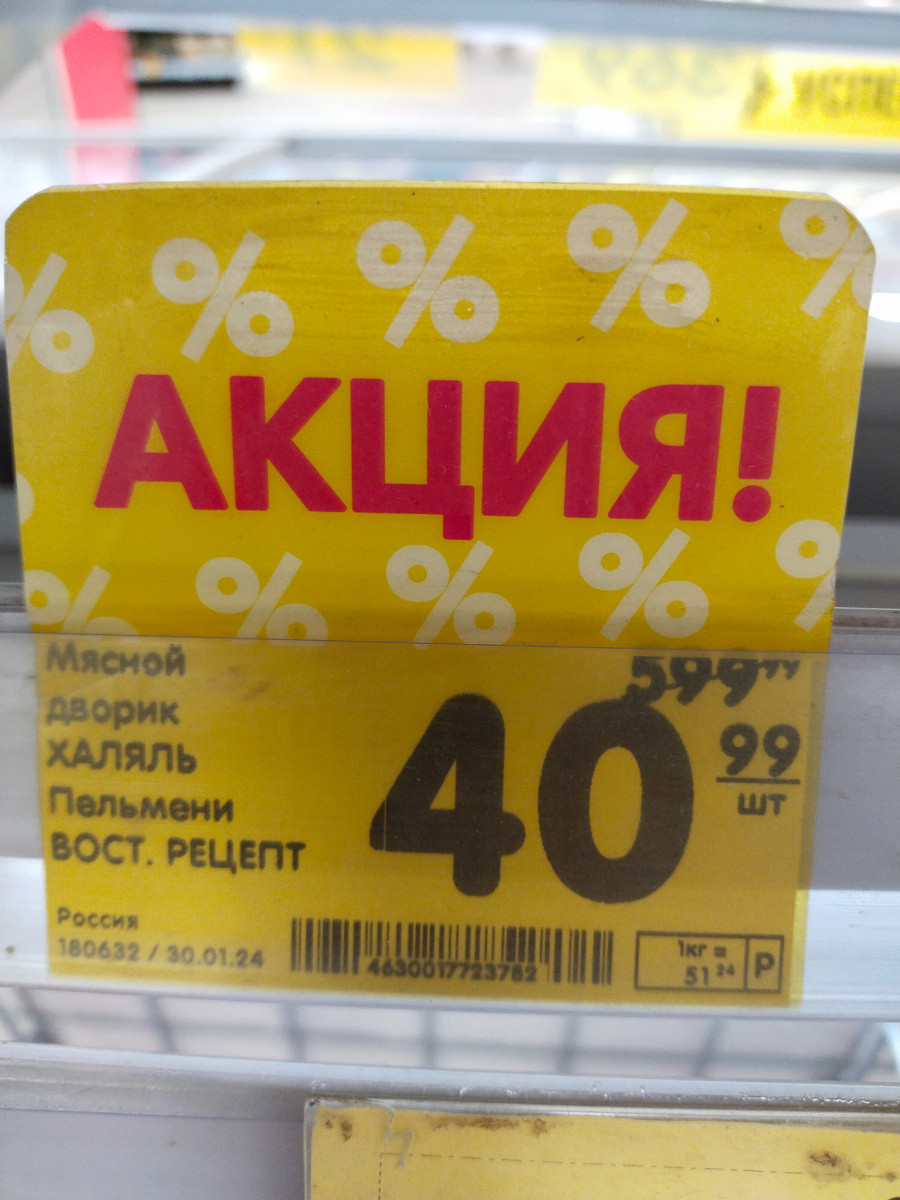 АКЦИЯ!
Мясной
дворик
ХАЛЯЛЬ
Пельмени
ВОСТ. РЕЦЕПТ
599 99
40 99
шт
Россия
180632 / 30.01.24
4630017723782
1кг =
51 24
Р